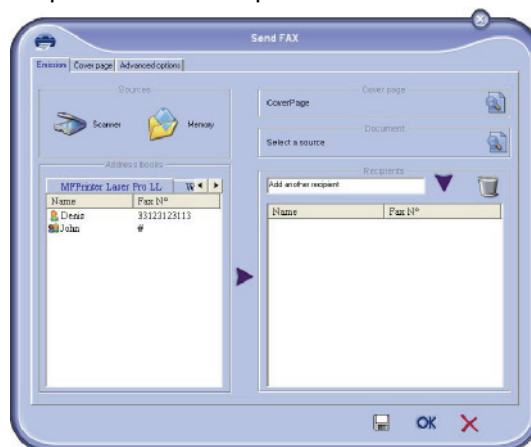 Send FAX
Emission Cover page Advanced options
Sources
Scanner Memory
Cover page
CoverPage
Document
Select a source
Address books
MFPrinter Laser Pro LL W
Name Fax N°
Denis 33123123113
John #
Recipients
Add another recipient
Name Fax N°
OK